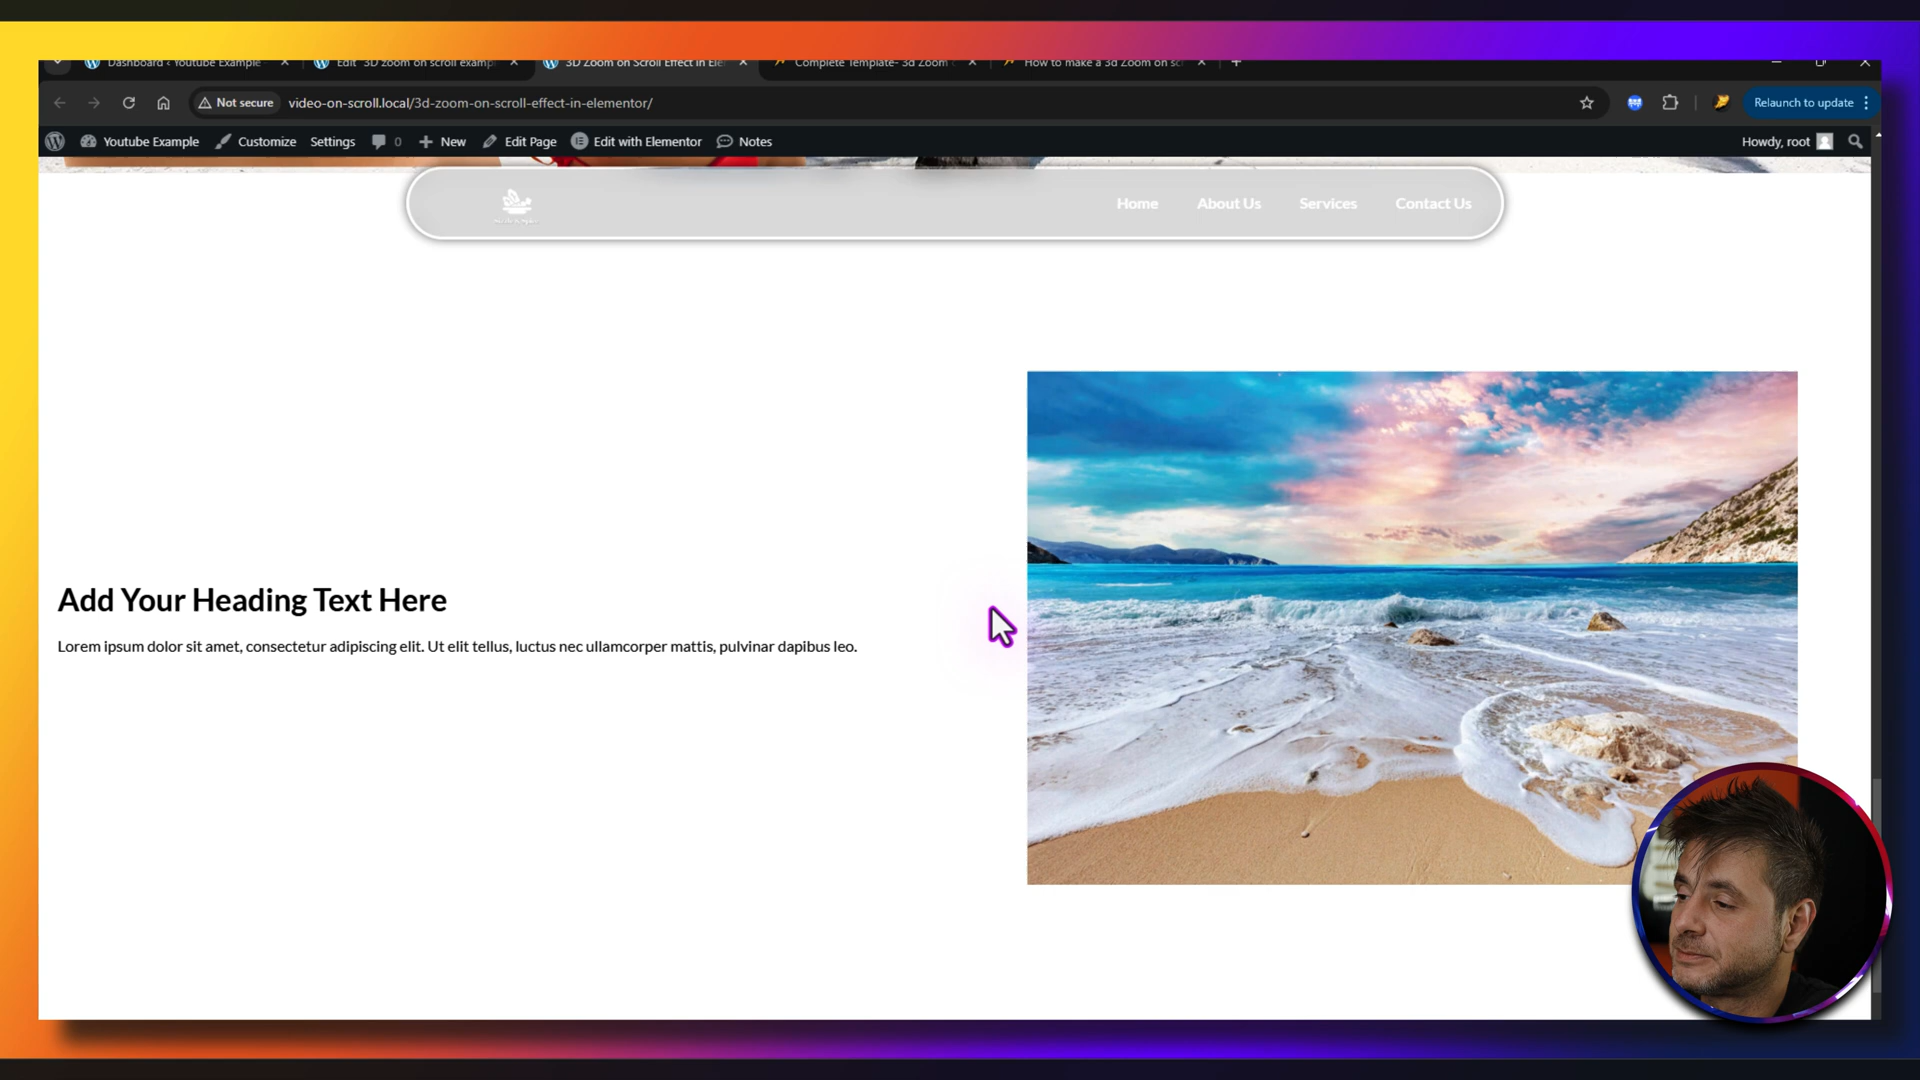 Dashboard ‹ Youtube Example
Edit "3D zoom on scroll examp
3D Zoom on Scroll Effect in Ele
Complete Template- 3d Zoom
How to make a 3d Zoom on sc
Not secure
video-on-scroll.local/3d-zoom-on-scroll-effect-in-elementor/
Relaunch to update
Youtube Example
Customize
Settings
0
New
Edit Page
Edit with Elementor
Notes
Howdy, root
Home
About Us
Services
Contact Us
Add Your Heading Text Here
Lorem ipsum dolor sit amet, consectetur adipiscing elit. Ut elit tellus, luctus nec ullamcorper mattis, pulvinar dapibus leo.